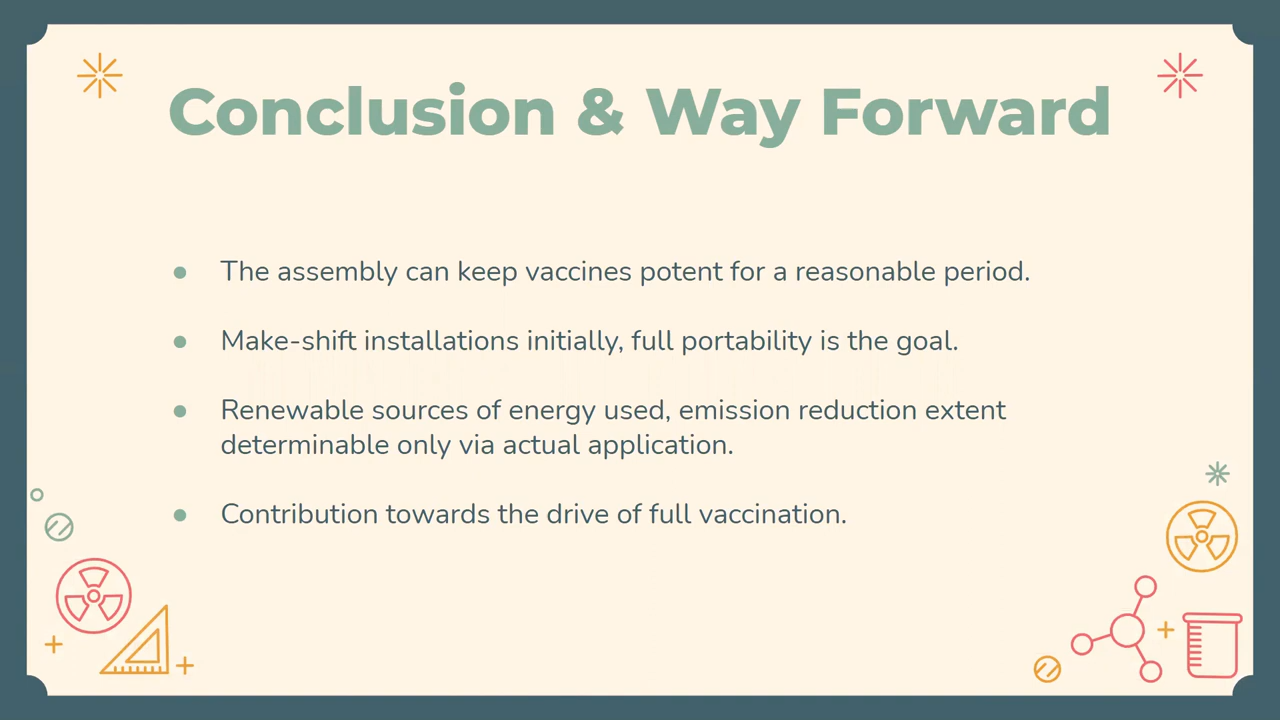 Conclusion & Way Forward
The assembly can keep vaccines potent for a reasonable period.
Make-shift installations initially, full portability is the goal.
Renewable sources of energy used, emission reduction extent
determinable only via actual application.
Contribution towards the drive of full vaccination.